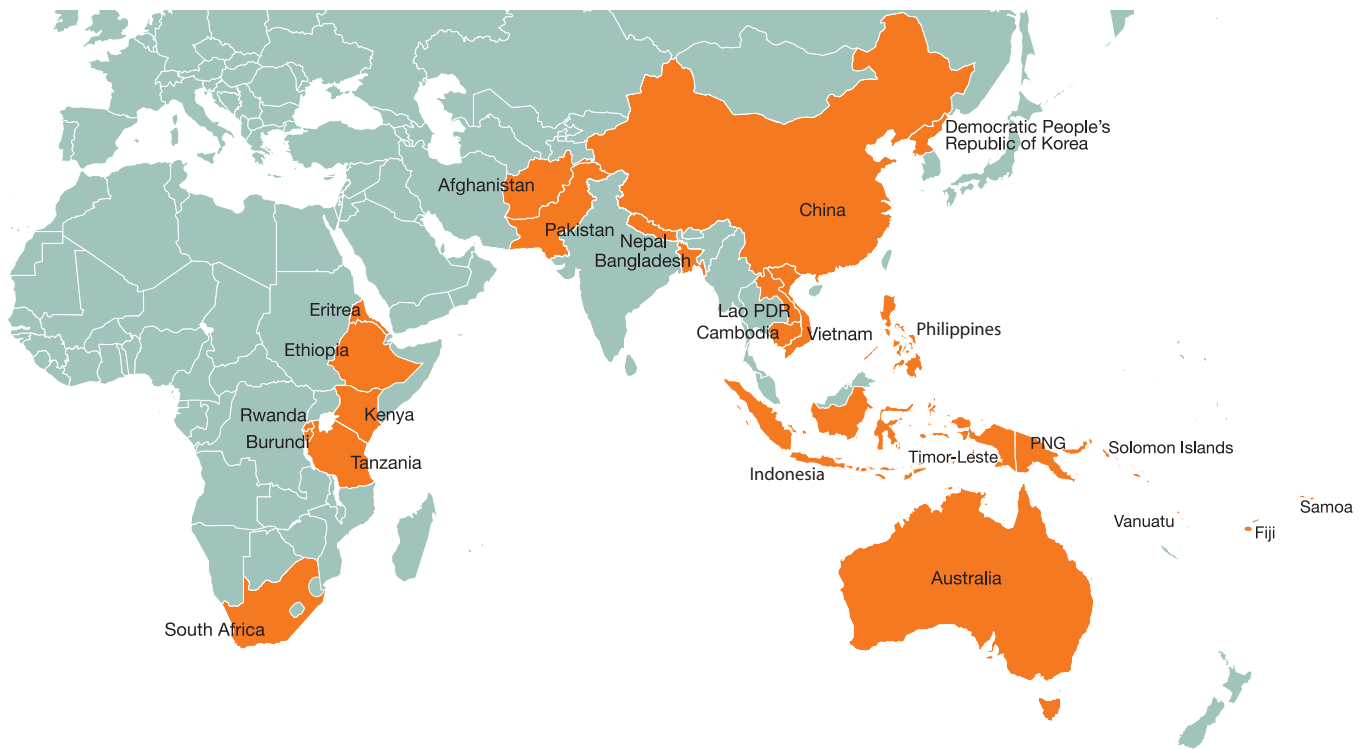 Democratic People's
Republic of Korea
Afghanistan
China
Pakistan
Nepal
Bangladesh
Eritrea
Lao PDR
Cambodia
Vietnam
Philippines
Ethiopia
Rwanda
Kenya
Burundi
Tanzania
PNG
Solomon Islands
Timor-Leste
Indonesia
Samoa
Vanuatu
Fiji
Australia
South Africa